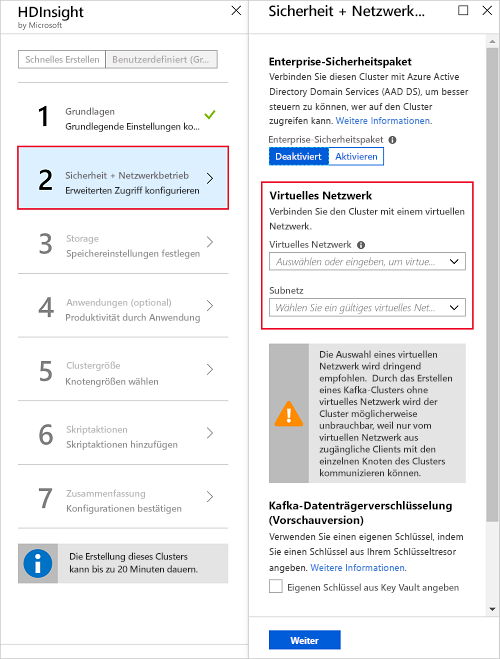 HDInsight
by Microsoft
Schnelles Erstellen
Benutzerdefiniert (Gr...
1
Grundlagen
Grundlegende Einstellungen ko...
2
Sicherheit + Netzwerkbetrieb
Erweiterten Zugriff konfigurieren
3
Storage
Speichereinstellungen festlegen
4
Anwendungen (optional)
Produktivität durch Anwendung
5
Clustergröße
Knotengrößen wählen
6
Skriptaktionen
Skriptaktionen hinzufügen
7
Zusammenfassung
Konfigurationen bestätigen
Die Erstellung dieses Clusters
kann bis zu 20 Minuten dauern.
Sicherheit + Netzwerk...
Enterprise-Sicherheitspaket
Verbinden Sie diesen Cluster mit Azure Active
Directory Domain Services (AAD DS), um besser
steuern zu können, wer auf den Cluster
zugreifen kann. Weitere Informationen.
Enterprise-Sicherheitspaket
Deaktiviert
Aktivieren
Virtuelles Netzwerk
Verbinden Sie den Cluster mit einem virtuellen
Netzwerk.
Virtuelles Netzwerk
Auswählen oder eingeben, um virtue...
Subnetz
Wählen Sie ein gültiges virtuelles Net...
Die Auswahl eines virtuellen
Netzwerk wird dringend
empfohlen. Durch das Erstellen
eines Kafka-Clusters ohne
virtuelles Netzwerk wird der
Cluster möglicherweise
unbrauchbar, weil nur vom
virtuellen Netzwerk aus
zugängliche Clients mit den
einzelnen Knoten des Clusters
kommunizieren können.
Kafka-Datenträgerverschlüsselung
(Vorschauversion)
Verwenden Sie einen eigenen Schlüssel, indem
Sie einen Schlüssel aus Ihrem Schlüsseltresor
angeben. Weitere Informationen.
Eigenen Schlüssel aus Key Vault angeben
Weiter